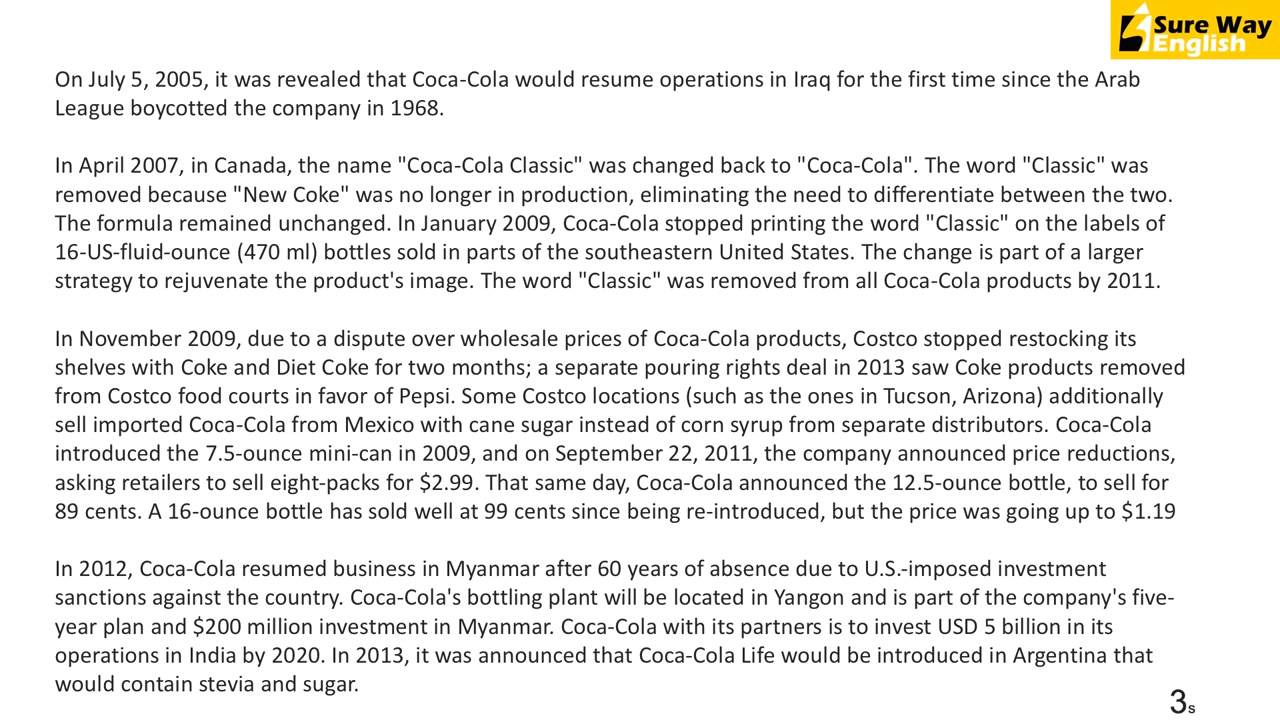 Sure Way
English
On July 5, 2005, it was revealed that Coca-Cola would resume operations in Iraq for the first time since the Arab
League boycotted the company in 1968.
In April 2007, in Canada, the name "Coca-Cola Classic" was changed back to "Coca-Cola". The word "Classic" was
removed because "New Coke" was no longer in production, eliminating the need to differentiate between the two.
The formula remained unchanged. In January 2009, Coca-Cola stopped printing the word "Classic" on the labels of
16-US-fluid-ounce (470 ml) bottles sold in parts of the southeastern United States. The change is part of a larger
strategy to rejuvenate the product's image. The word "Classic" was removed from all Coca-Cola products by 2011.
In November 2009, due to a dispute over wholesale prices of Coca-Cola products, Costco stopped restocking its
shelves with Coke and Diet Coke for two months; a separate pouring rights deal in 2013 saw Coke products removed
from Costco food courts in favor of Pepsi. Some Costco locations (such as the ones in Tucson, Arizona) additionally
sell imported Coca-Cola from Mexico with cane sugar instead of corn syrup from separate distributors. Coca-Cola
introduced the 7.5-ounce mini-can in 2009, and on September 22, 2011, the company announced price reductions,
asking retailers to sell eight-packs for $2.99. That same day, Coca-Cola announced the 12.5-ounce bottle, to sell for
89 cents. A 16-ounce bottle has sold well at 99 cents since being re-introduced, but the price was going up to $1.19
In 2012, Coca-Cola resumed business in Myanmar after 60 years of absence due to U.S.-imposed investment
sanctions against the country. Coca-Cola's bottling plant will be located in Yangon and is part of the company's five-
year plan and $200 million investment in Myanmar. Coca-Cola with its partners is to invest USD 5 billion in its
operations in India by 2020. In 2013, it was announced that Coca-Cola Life would be introduced in Argentina that
would contain stevia and sugar.
3s